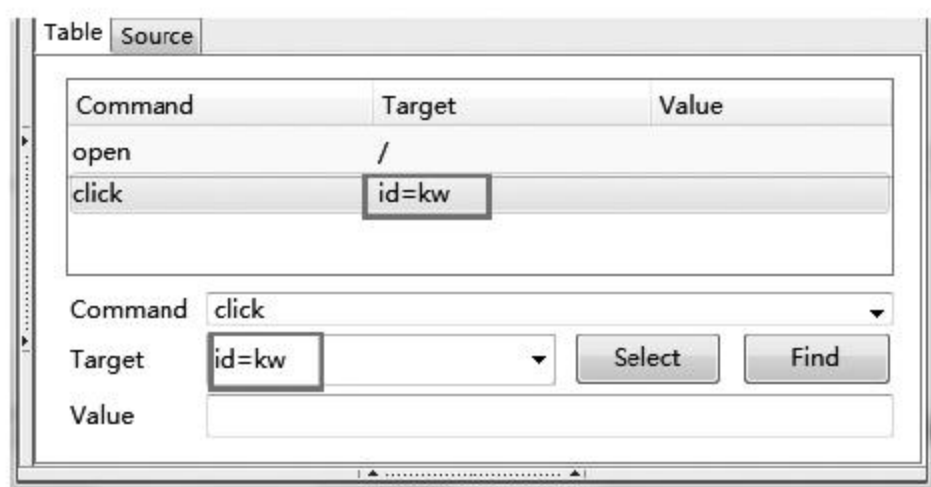 Table Source
Command Target Value
open /
click id=kw
Command click
Target id=kw Select Find
Value